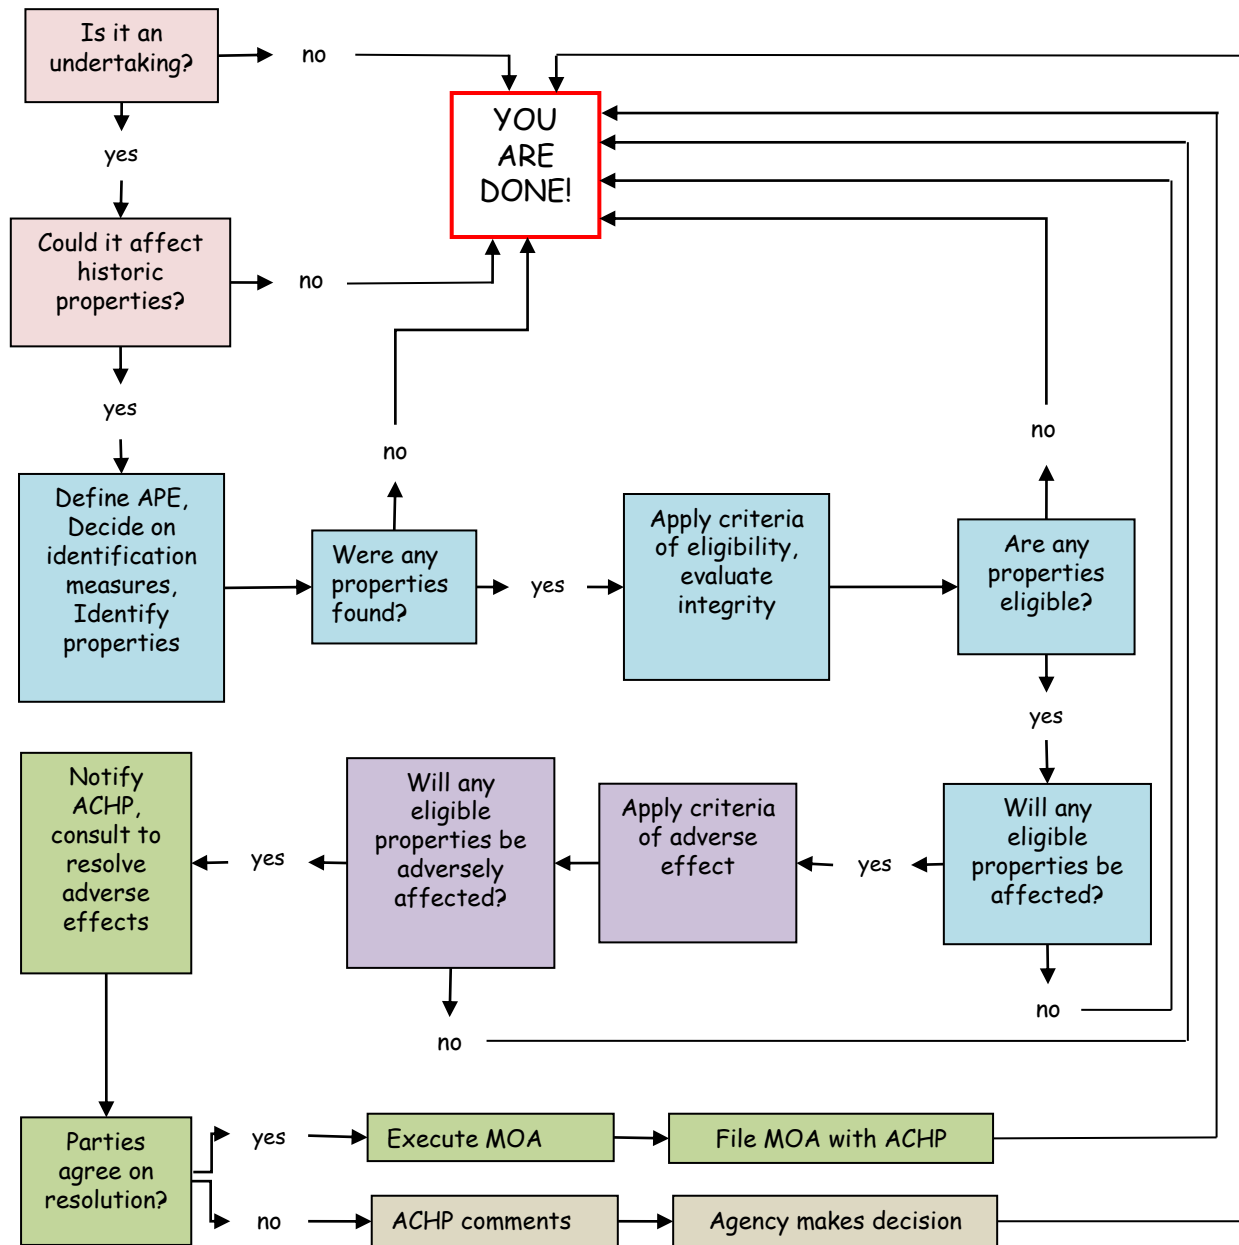 Is it an
undertaking?
no
YOU
ARE
DONE!
yes
Could it affect
historic
properties?
no
yes
no
no
Define APE,
Decide on
identification
measures,
Identify
properties
Were any
properties
found?
yes
Apply criteria
of eligibility,
evaluate
integrity
Are any
properties
eligible?
yes
Will any
eligible
properties be
affected?
yes
no
Apply criteria
of adverse
effect
Will any
eligible
properties be
adversely
affected?
yes
no
Notify
ACHP,
consult to
resolve
adverse
effects
Parties
agree on
resolution?
yes
Execute MOA
File MOA with ACHP
no
ACHP comments
Agency makes decision